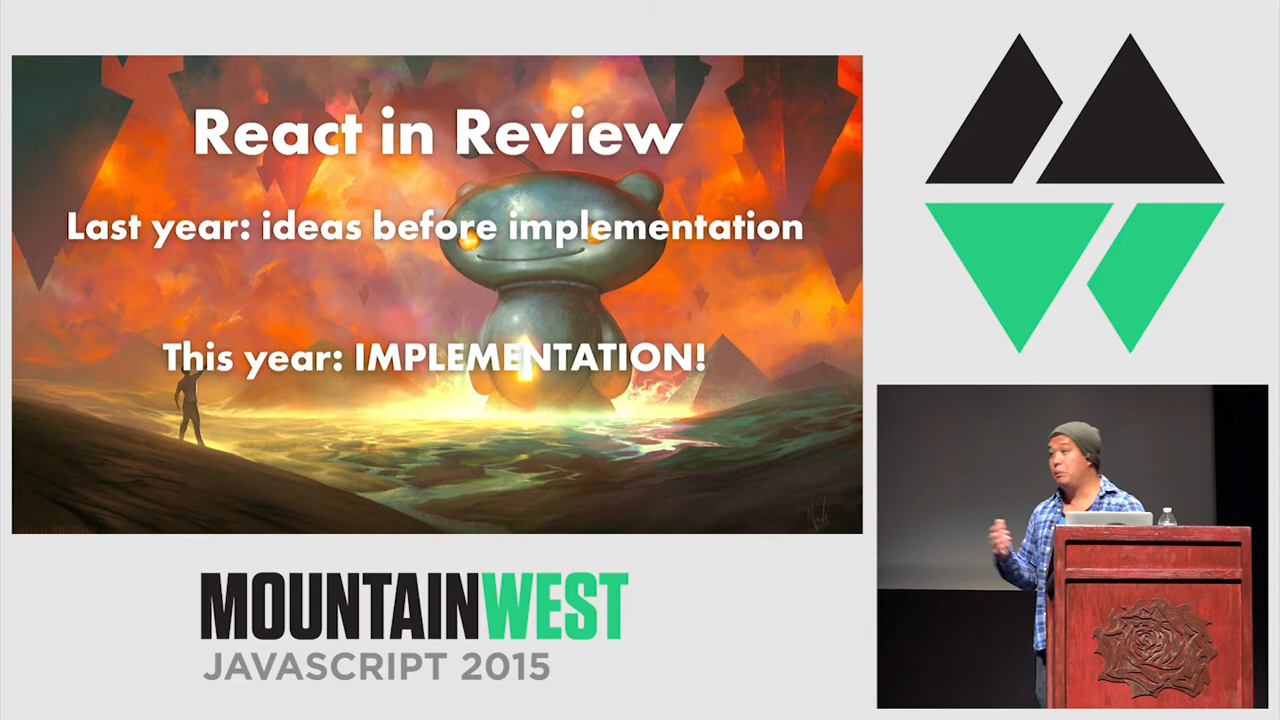 React in Review
Last year: ideas before implementation
This year: IMPLEMENTATION!
MOUNTAINWEST
JAVASCRIPT 2015